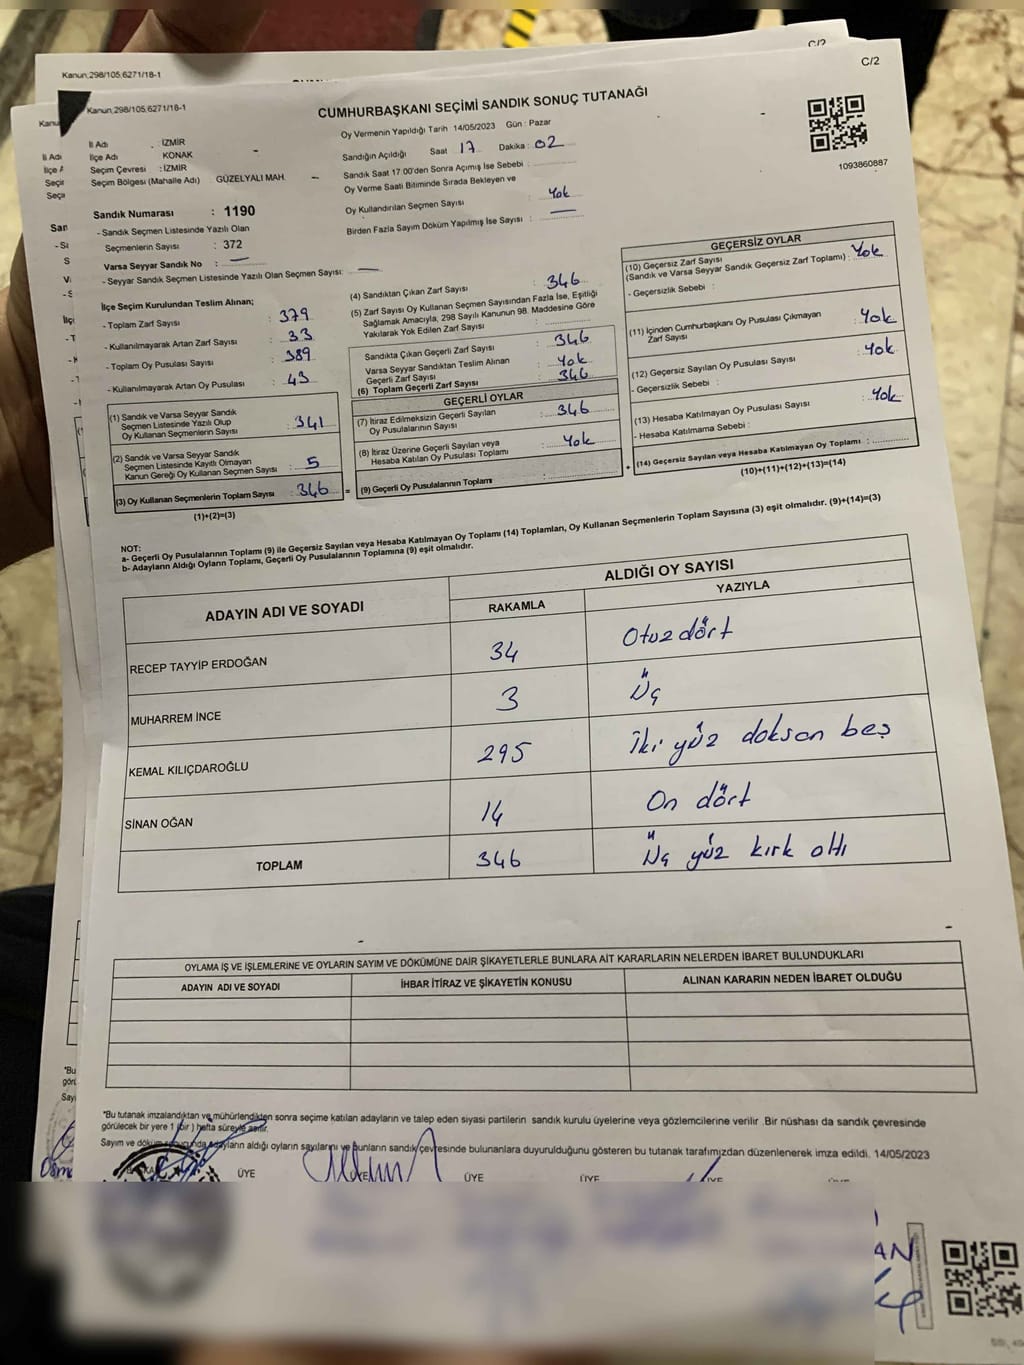 C/2
Kanun;298/105;6271/18-1
C/2
Kanun;298/105;6271/18-1
CUMHURBAŞKANI SEÇİMİ SANDIK SONUÇ TUTANAĞI
Oy Vermenin Yapıldığı Tarih 14/05/2023 Gün : Pazar
İl Adı : İZMİR
İlçe Adı KONAK
Seçim Çevresi : İZMİR
Seçim Bölgesi (Mahalle Adı) GÜZELYALI MAH.
Sandığın Açıldığı Saat 17 Dakika : 02
Sandık Saat 17:00'den Sonra Açılmış İse Sebebi :
Oy Verme Saati Bitiminde Sırada Bekleyen ve
Oy Kullandırılan Seçmen Sayısı : Yok
Birden Fazla Sayım Döküm Yapılmış İse Sayısı : —
1093860887
Sandık Numarası : 1190
- Sandık Seçmen Listesinde Yazılı Olan
Seçmenlerin Sayısı : 372
Varsa Seyyar Sandık No : —
- Seyyar Sandık Seçmen Listesinde Yazılı Olan Seçmen Sayısı: —
İlçe Seçim Kurulundan Teslim Alınan;
- Toplam Zarf Sayısı : 379
- Kullanılmayarak Artan Zarf Sayısı : 33
- Toplam Oy Pusulası Sayısı : 389
- Kullanılmayarak Artan Oy Pusulası : 43
(1) Sandık ve Varsa Seyyar Sandık
Seçmen Listesinde Yazılı Olup
Oy Kullanan Seçmenlerin Sayısı : 341
(2) Sandık ve Varsa Seyyar Sandık
Seçmen Listesinde Kayıtlı Olmayan
Kanun Gereği Oy Kullanan Seçmen Sayısı : 5
(3) Oy Kullanan Seçmenlerin Toplam Sayısı : 346 =
(1)+(2)=(3)
(4) Sandıktan Çıkan Zarf Sayısı : 346
(5) Zarf Sayısı Oy Kullanan Seçmen Sayısından Fazla İse, Eşitliği
Sağlamak Amacıyla, 298 Sayılı Kanunun 98. Maddesine Göre
Yakılarak Yok Edilen Zarf Sayısı :
Sandıkta Çıkan Geçerli Zarf Sayısı : 346
Varsa Seyyar Sandıktan Teslim Alınan
Geçerli Zarf Sayısı : Yok
(6) Toplam Geçerli Zarf Sayısı : 346
GEÇERLİ OYLAR
(7) İtiraz Edilmeksizin Geçerli Sayılan
Oy Pusulalarının Sayısı : 346
(8) İtiraz Üzerine Geçerli Sayılan veya
Hesaba Katılan Oy Pusulası Toplamı : Yok
(9) Geçerli Oy Pusulalarının Toplamı : +
GEÇERSİZ OYLAR
(10) Geçersiz Zarf Sayısı
(Sandık ve Varsa Seyyar Sandık Geçersiz Zarf Toplamı) : Yok
- Geçersizlik Sebebi :
(11) İçinden Cumhurbaşkanı Oy Pusulası Çıkmayan
Zarf Sayısı : Yok
(12) Geçersiz Sayılan Oy Pusulası Sayısı : Yok
- Geçersizlik Sebebi :
(13) Hesaba Katılmayan Oy Pusulası Sayısı : Yok
- Hesaba Katılmama Sebebi :
(14) Geçersiz Sayılan veya Hesaba Katılmayan Oy Toplamı :
(10)+(11)+(12)+(13)=(14)
NOT:
a- Geçerli Oy Pusulalarının Toplamı (9) ile Geçersiz Sayılan veya Hesaba Katılmayan Oy Toplamı (14) Toplamları, Oy Kullanan Seçmenlerin Toplam Sayısına (3) eşit olmalıdır. (9)+(14)=(3)
b- Adayların Aldığı Oyların Toplamı, Geçerli Oy Pusulalarının Toplamına (9) eşit olmalıdır.
ADAYIN ADI VE SOYADI ALDIĞI OY SAYISI
RAKAMLA YAZIYLA
RECEP TAYYİP ERDOĞAN 34 Otuz dört
MUHARREM İNCE 3 Üç
KEMAL KILIÇDAROĞLU 295 İki yüz doksan beş
SİNAN OĞAN 14 On dört
TOPLAM 346 Üç yüz kırk altı
OYLAMA İŞ VE İŞLEMLERİNE VE OYLARIN SAYIM VE DÖKÜMÜNE DAİR ŞİKAYETLERLE BUNLARA AİT KARARLARIN NELERDEN İBARET BULUNDUKLARI
ADAYIN ADI VE SOYADI İHBAR İTİRAZ VE ŞİKAYETİN KONUSU ALINAN KARARIN NEDEN İBARET OLDUĞU
*Bu tutanak imzalandıktan ve mühürlendikten sonra seçime katılan adayların ve talep eden siyasi partilerin sandık kurulu üyelerine veya gözlemcilerine verilir .Bir nüshası da sandık çevresinde
görülecek bir yere 1 (bir ) hafta süreyle asılır.
Sayım ve döküm sonucunda adayların aldığı oyların sayılarını ve bunların sandık çevresinde bulunanlara duyurulduğunu gösteren bu tutanak tarafımızdan düzenlenerek imza edildi. 14/05/2023
ÜYE ÜYE ÜYE ÜYE ÜYE